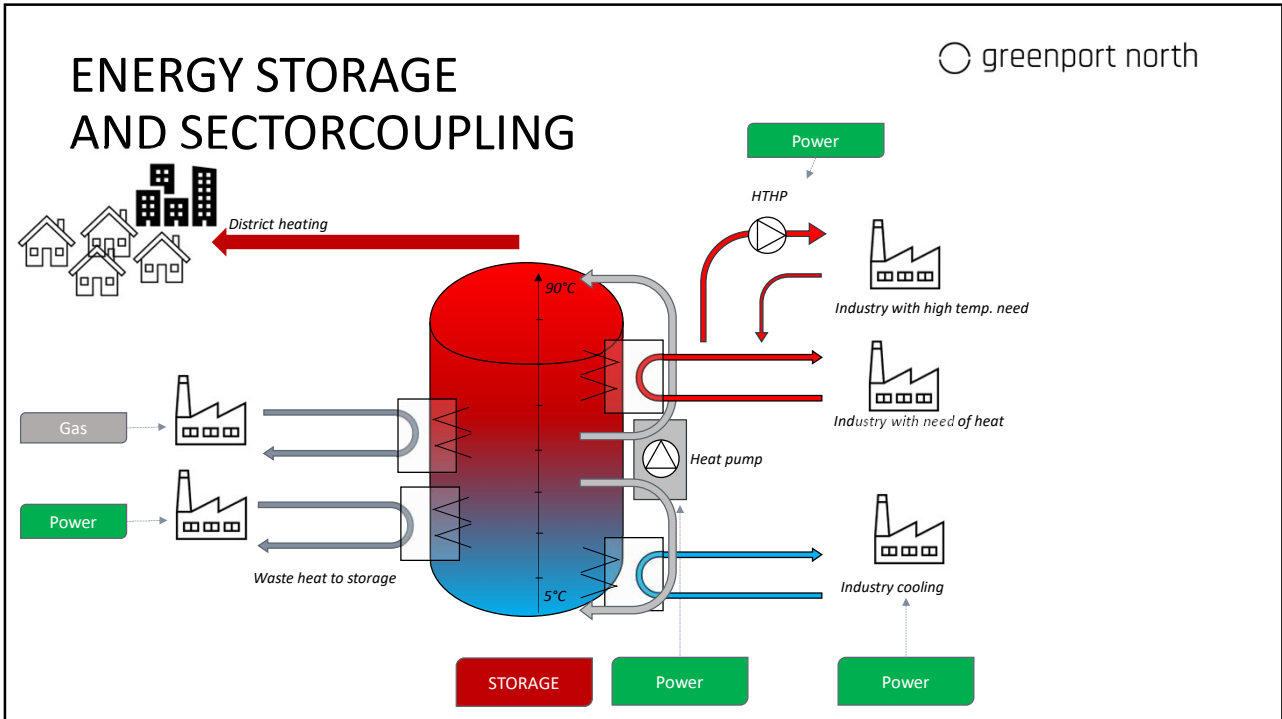 ENERGY STORAGE
AND SECTORCOUPLING
greenport north
Power
HTHP
District heating
90°C
Industry with high temp. need
Gas
Industry with need of heat
Heat pump
Power
Waste heat to storage
5°C
Industry cooling
STORAGE
Power
Power